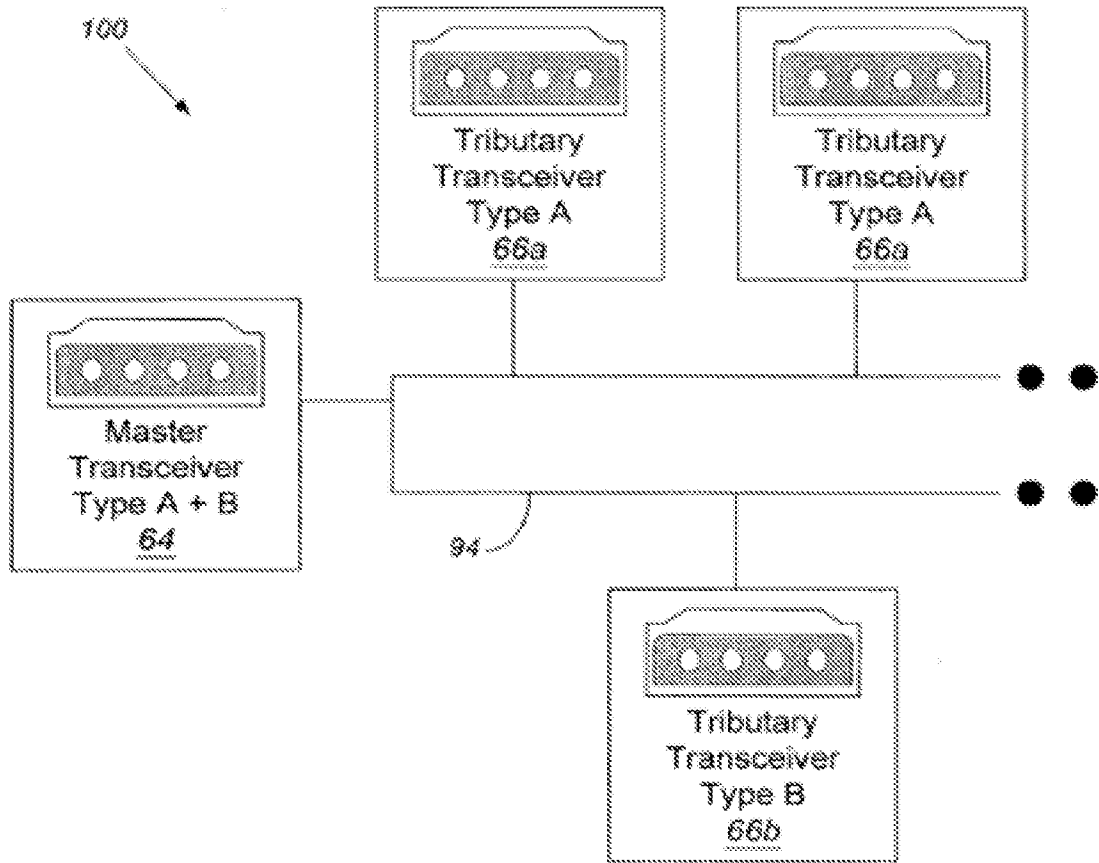 100
Tributary
Transceiver
Type A
66a
Tributary
Transceiver
Type A
66a
Master
Transceiver
Type A + B
64
94
Tributary
Transceiver
Type B
66b